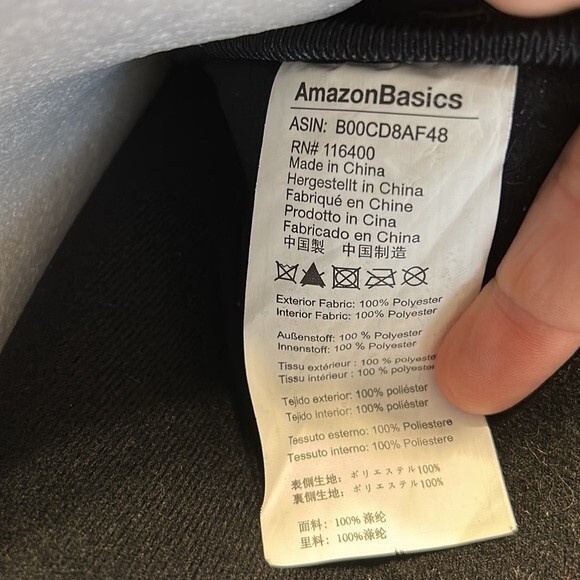 AmazonBasics
ASIN: B00CD8AF48
RN# 116400
Made in China
Hergestellt in China
Fabriqué en Chine
Prodotto in Cina
Fabricado en China
中国製 中国制造
Exterior Fabric: 100% Polyester
Interior Fabric: 100% Polyester
Außenstoff: 100 % Polyester
Innenstoff: 100 % Polyester
Tissu extérieur : 100 % polyester
Tissu intérieur : 100% polyester
Tejido exterior: 100% poliéster
Tejido Interior: 100% poliéster
Tessuto esterno: 100% Poliestere
Tessuto interno: 100% Poliestere
表側生地: ポリエステル100%
裏側生地: ポリエステル100%
面料: 100% 涤纶
里料: 100% 涤纶